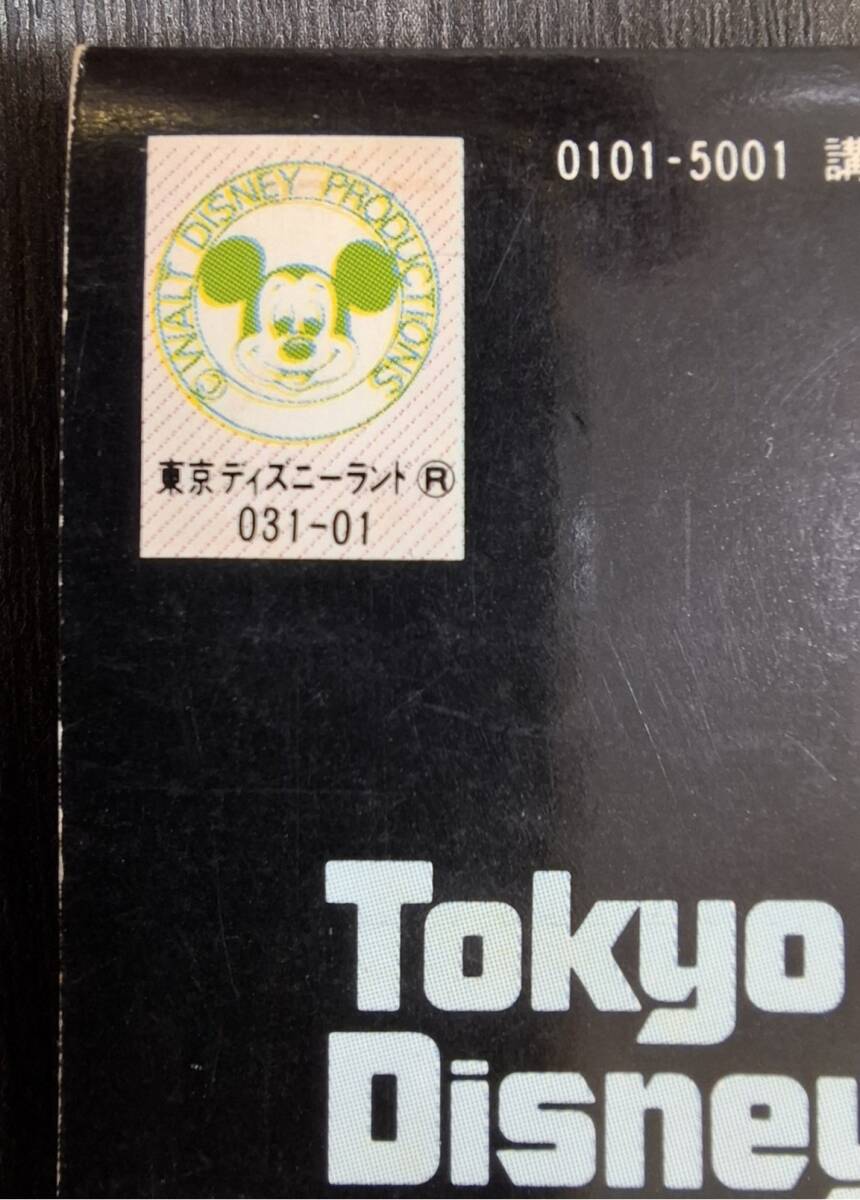 ©WALT DISNEY PRODUCTIONS
東京ディズニーランド®
031-01
0101-5001 講
Tokyo
Disney